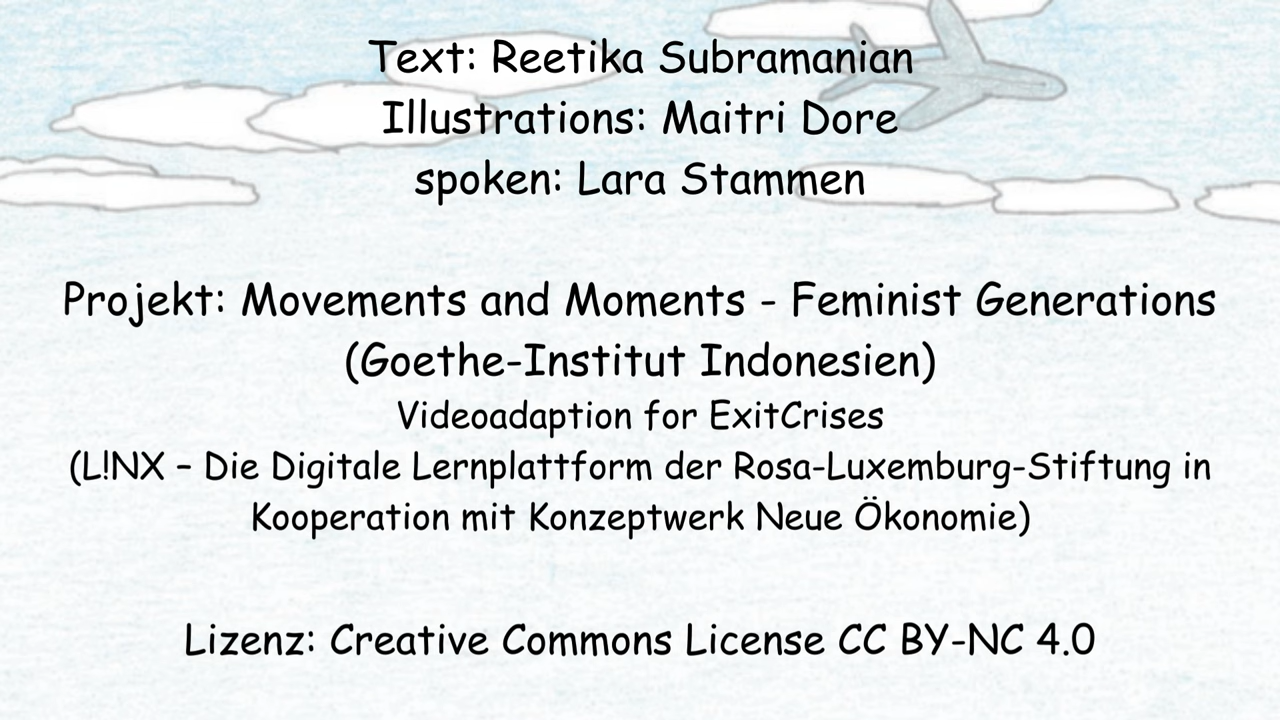 Text: Reetika Subramanian
Illustrations: Maitri Dore
spoken: Lara Stammen
Projekt: Movements and Moments - Feminist Generations
(Goethe-Institut Indonesien)
Videoadaption for ExitCrises
(L!NX – Die Digitale Lernplattform der Rosa-Luxemburg-Stiftung in
Kooperation mit Konzeptwerk Neue Ökonomie)
Lizenz: Creative Commons License CC BY-NC 4.0